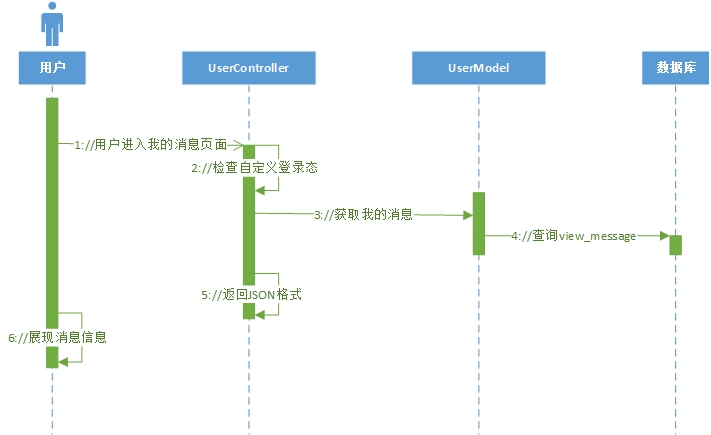 用户
UserController
UserModel
数据库
1://用户进入我的消息页面
2://检查自定义登录态
3://获取我的消息
4://查询view_message
5://返回JSON格式
6://展现消息信息